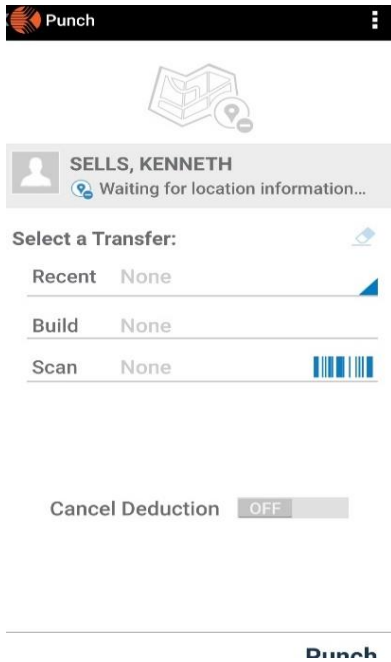 Punch
SELLS, KENNETH
Waiting for location information...
Select a Transfer:
Recent None
Build None
Scan None
Cancel Deduction OFF
Punch